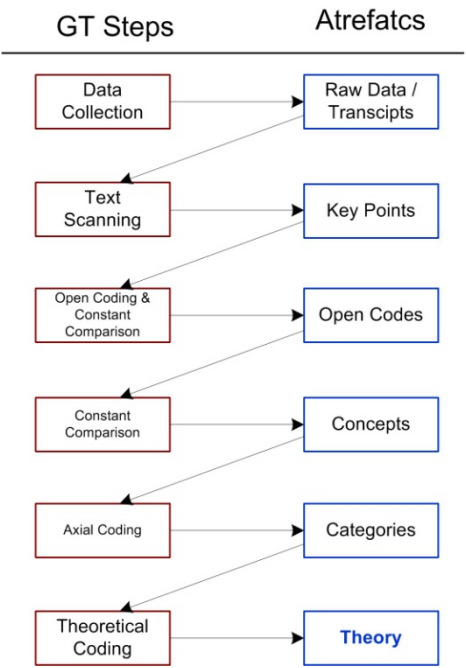 GT Steps
Atrefatcs
Data
Collection
Raw Data /
Transcipts
Text
Scanning
Key Points
Open Coding &
Constant
Comparison
Open Codes
Constant
Comparison
Concepts
Axial Coding
Categories
Theoretical
Coding
Theory